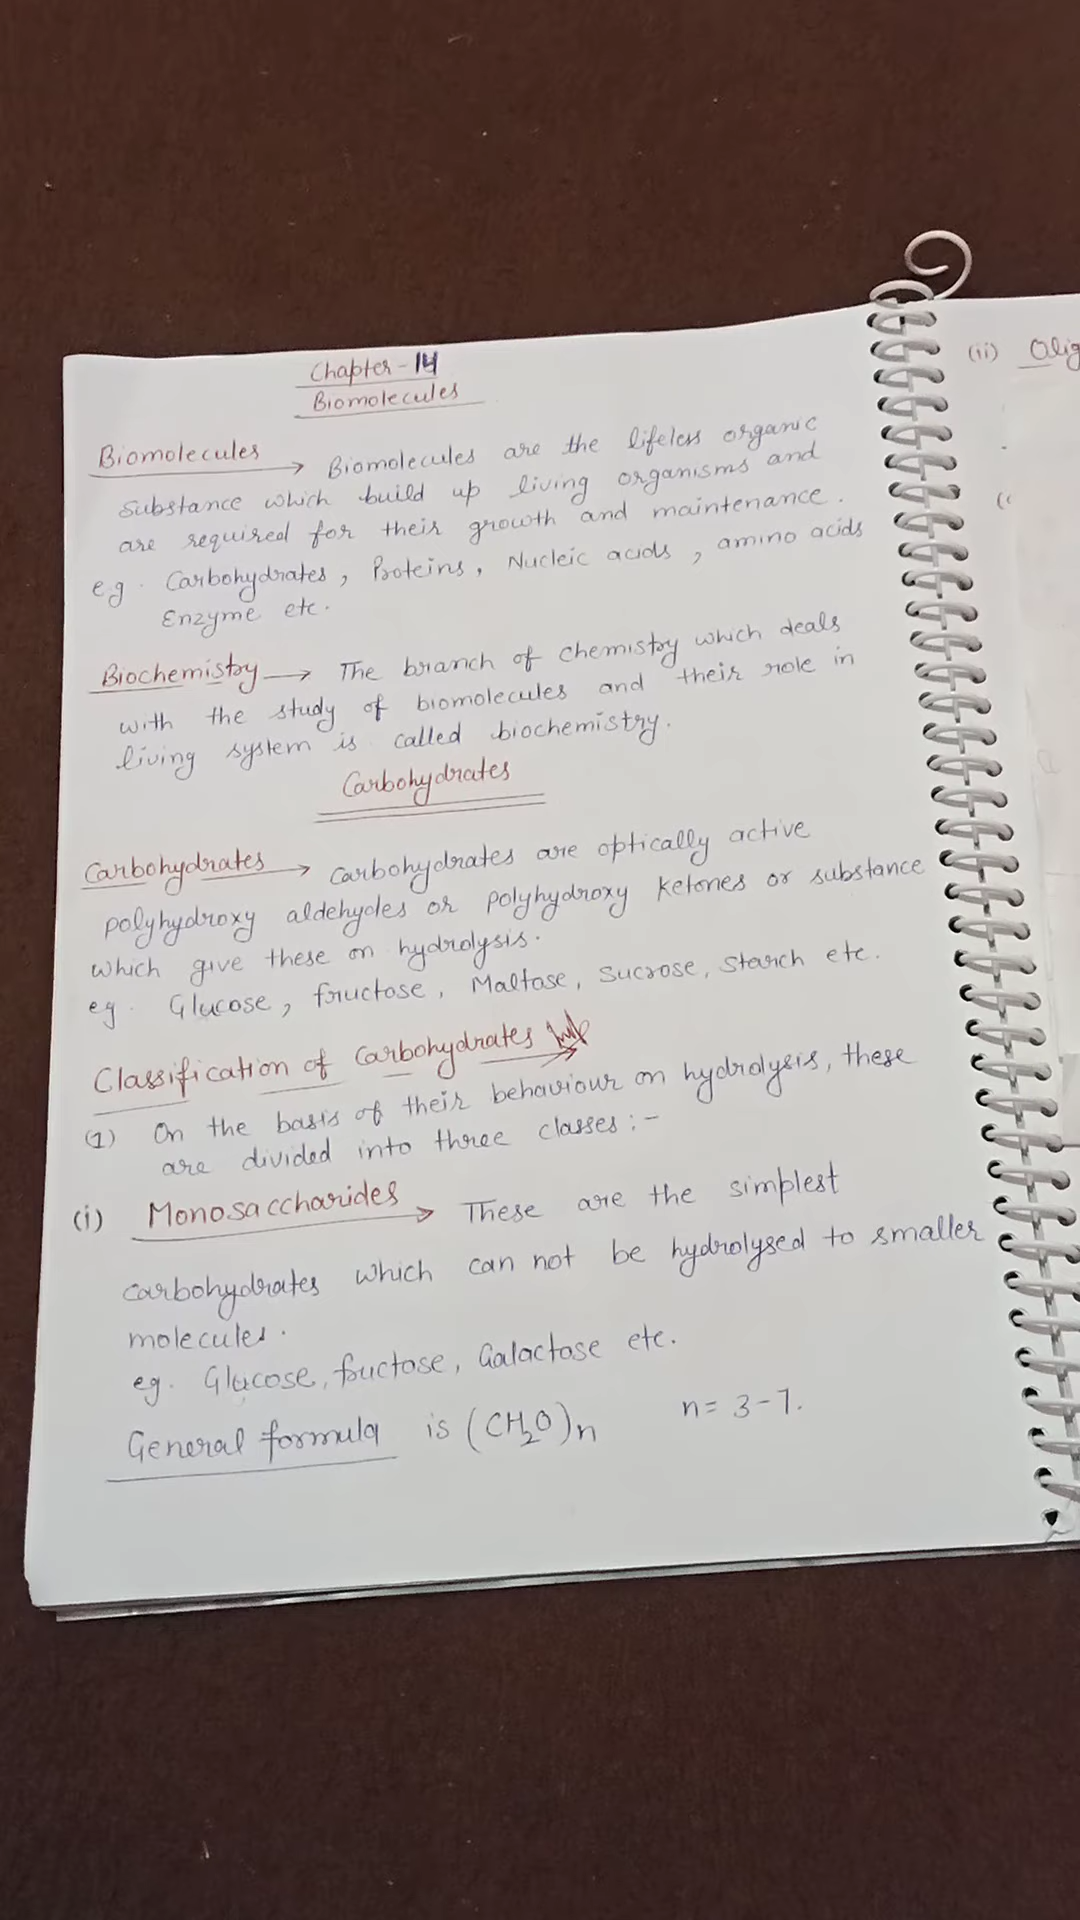 Chapter - 14
Biomolecules
Biomolecules → Biomolecules are the lifeless organic
substance which build up living organisms and
are required for their growth and maintenance.
e.g. Carbohydrates, Proteins, Nucleic acids, amino acids
Enzyme etc.
Biochemistry → The branch of chemistry which deals
with the study of biomolecules and their role in
living system is called biochemistry.
Carbohydrates
Carbohydrates → carbohydrates are optically active
polyhydroxy aldehydes or polyhydroxy ketones or substance
which give these on hydrolysis.
eg. Glucose, fructose, Maltose, Sucrose, Starch etc.
Classification of Carbohydrates Imp
(1) On the basis of their behaviour on hydrolysis, these
are divided into three classes :-
(i) Monosaccharides → These are the simplest
carbohydrates which can not be hydrolysed to smaller
molecules.
eg. Glucose, fructose, Galactose etc.
General formula is (CH₂O)n n = 3-7.
(ii) Olig